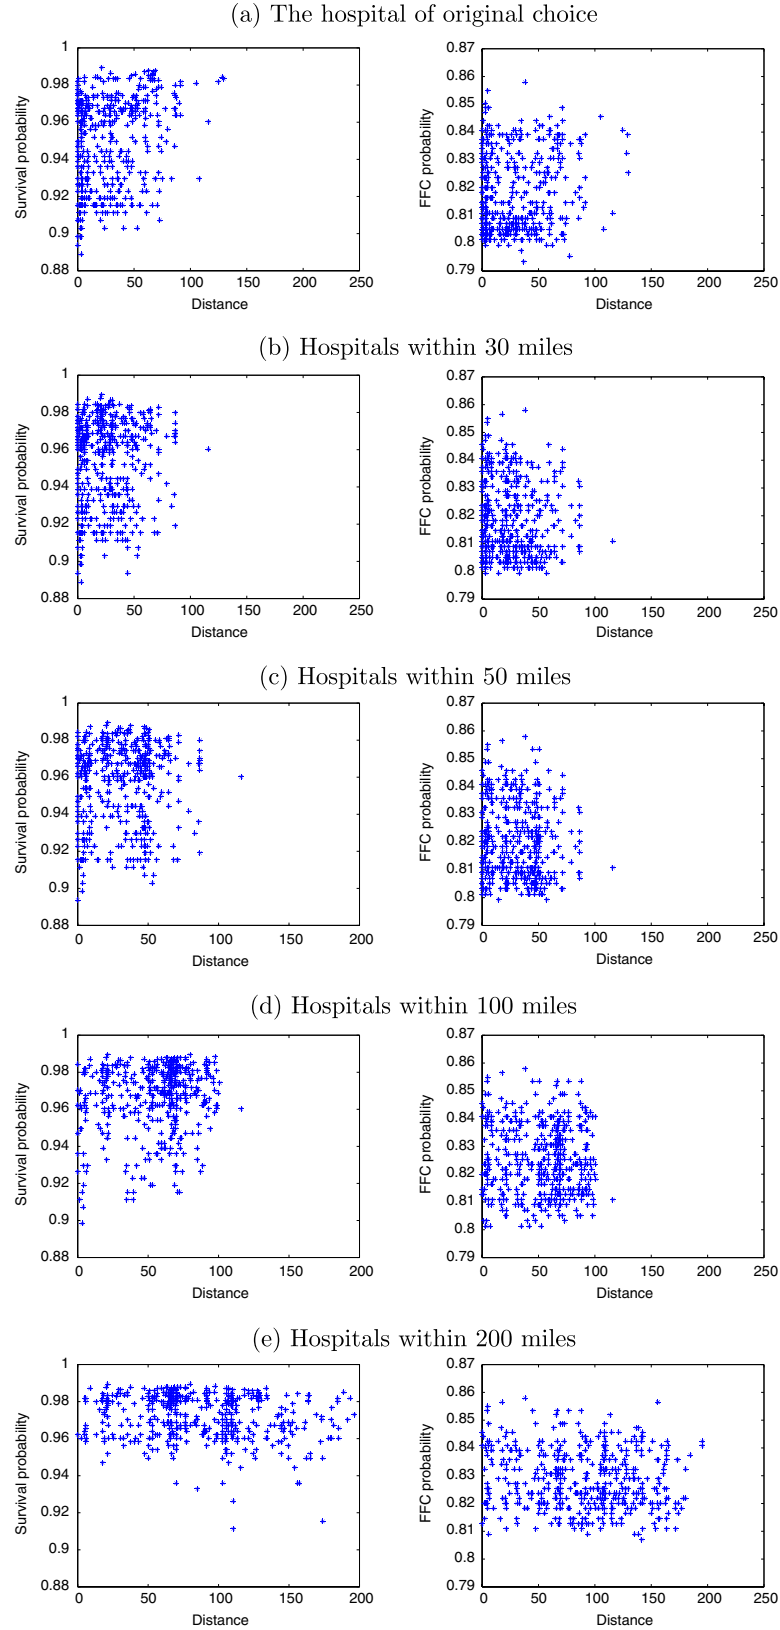 (a) The hospital of original choice
1
0.98
0.96
0.94
0.92
0.9
0.88
Survival probability
0 50 100 150 200 250
Distance
0.87
0.86
0.85
0.84
0.83
0.82
0.81
0.8
0.79
FFC probability
0 50 100 150 200 250
Distance
(b) Hospitals within 30 miles
1
0.98
0.96
0.94
0.92
0.9
0.88
Survival probability
0 50 100 150 200 250
Distance
0.87
0.86
0.85
0.84
0.83
0.82
0.81
0.8
0.79
FFC probability
0 50 100 150 200 250
Distance
(c) Hospitals within 50 miles
1
0.98
0.96
0.94
0.92
0.9
0.88
Survival probability
0 50 100 150 200
Distance
0.87
0.86
0.85
0.84
0.83
0.82
0.81
0.8
0.79
FFC probability
0 50 100 150 200 250
Distance
(d) Hospitals within 100 miles
1
0.98
0.96
0.94
0.92
0.9
0.88
Survival probability
0 50 100 150 200
Distance
0.87
0.86
0.85
0.84
0.83
0.82
0.81
0.8
0.79
FFC probability
0 50 100 150 200 250
Distance
(e) Hospitals within 200 miles
1
0.98
0.96
0.94
0.92
0.9
0.88
Survival probability
0 50 100 150 200
Distance
0.87
0.86
0.85
0.84
0.83
0.82
0.81
0.8
0.79
FFC probability
0 50 100 150 200 250
Distance